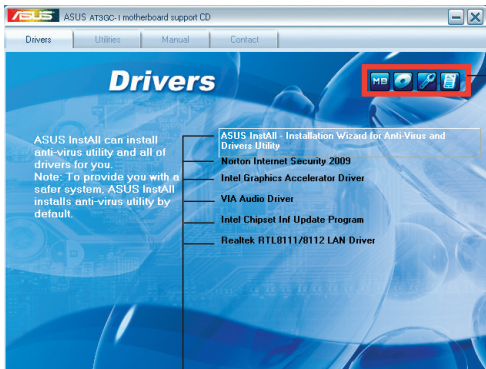 ASUS ASUS AT3GC-1 motherboard support CD
Drivers Utilities Manual Contact
Drivers
MB
ASUS InstAll can install
anti-virus utility and all of
drivers for you.
Note: To provide you with a
safer system, ASUS InstAll
installs anti-virus utility by
default.
ASUS InstAll - Installation Wizard for Anti-Virus and
Drivers Utility
Norton Internet Security 2009
Intel Graphics Accelerator Driver
VIA Audio Driver
Intel Chipset Inf Update Program
Realtek RTL8111/8112 LAN Driver